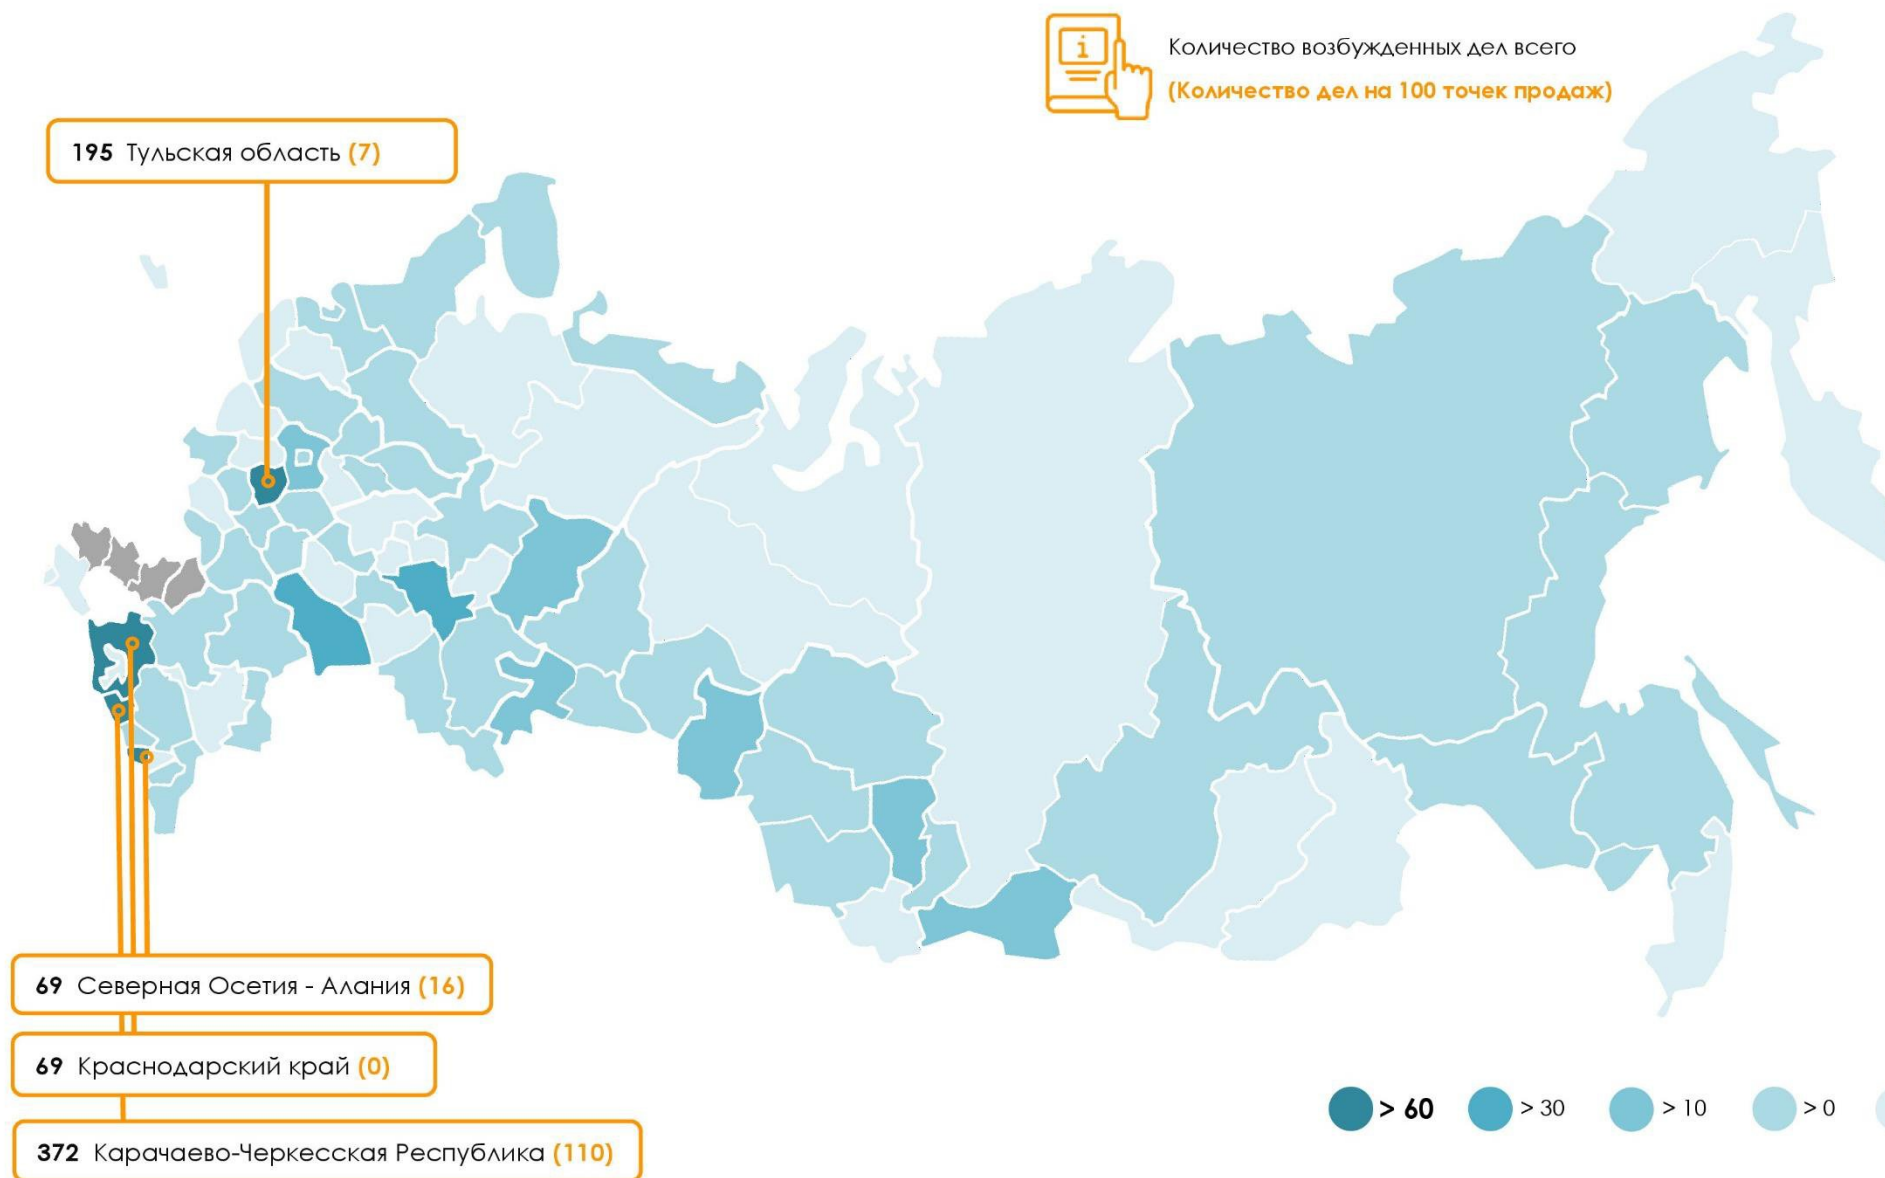 Количество возбужденных дел всего
(Количество дел на 100 точек продаж)
195 Тульская область (7)
69 Северная Осетия - Алания (16)
69 Краснодарский край (0)
372 Карачаево-Черкесская Республика (110)
> 60 > 30 > 10 > 0